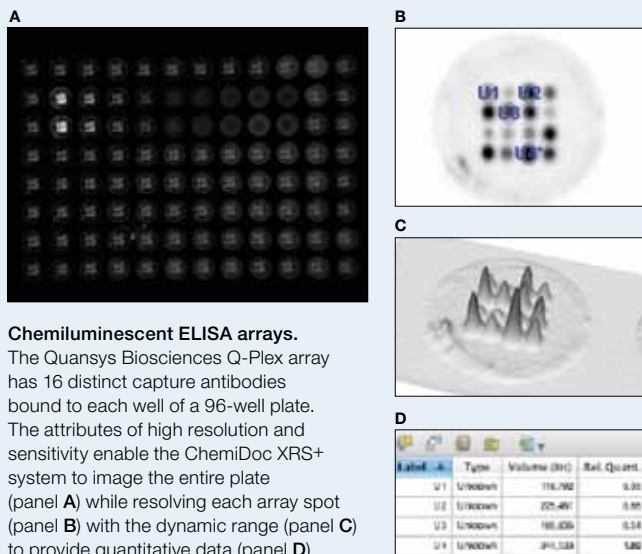 A
B
U1 U2
U3
C
Chemiluminescent ELISA arrays.
The Quansys Biosciences Q-Plex array
has 16 distinct capture antibodies
bound to each well of a 96-well plate.
The attributes of high resolution and
sensitivity enable the ChemiDoc XRS+
system to image the entire plate
(panel A) while resolving each array spot
(panel B) with the dynamic range (panel C)
to provide quantitative data (panel D)
D
Label Type Volume (Int) Rel. Quant.
U1 Unknown
U2 Unknown
U3 Unknown
U4 Unknown